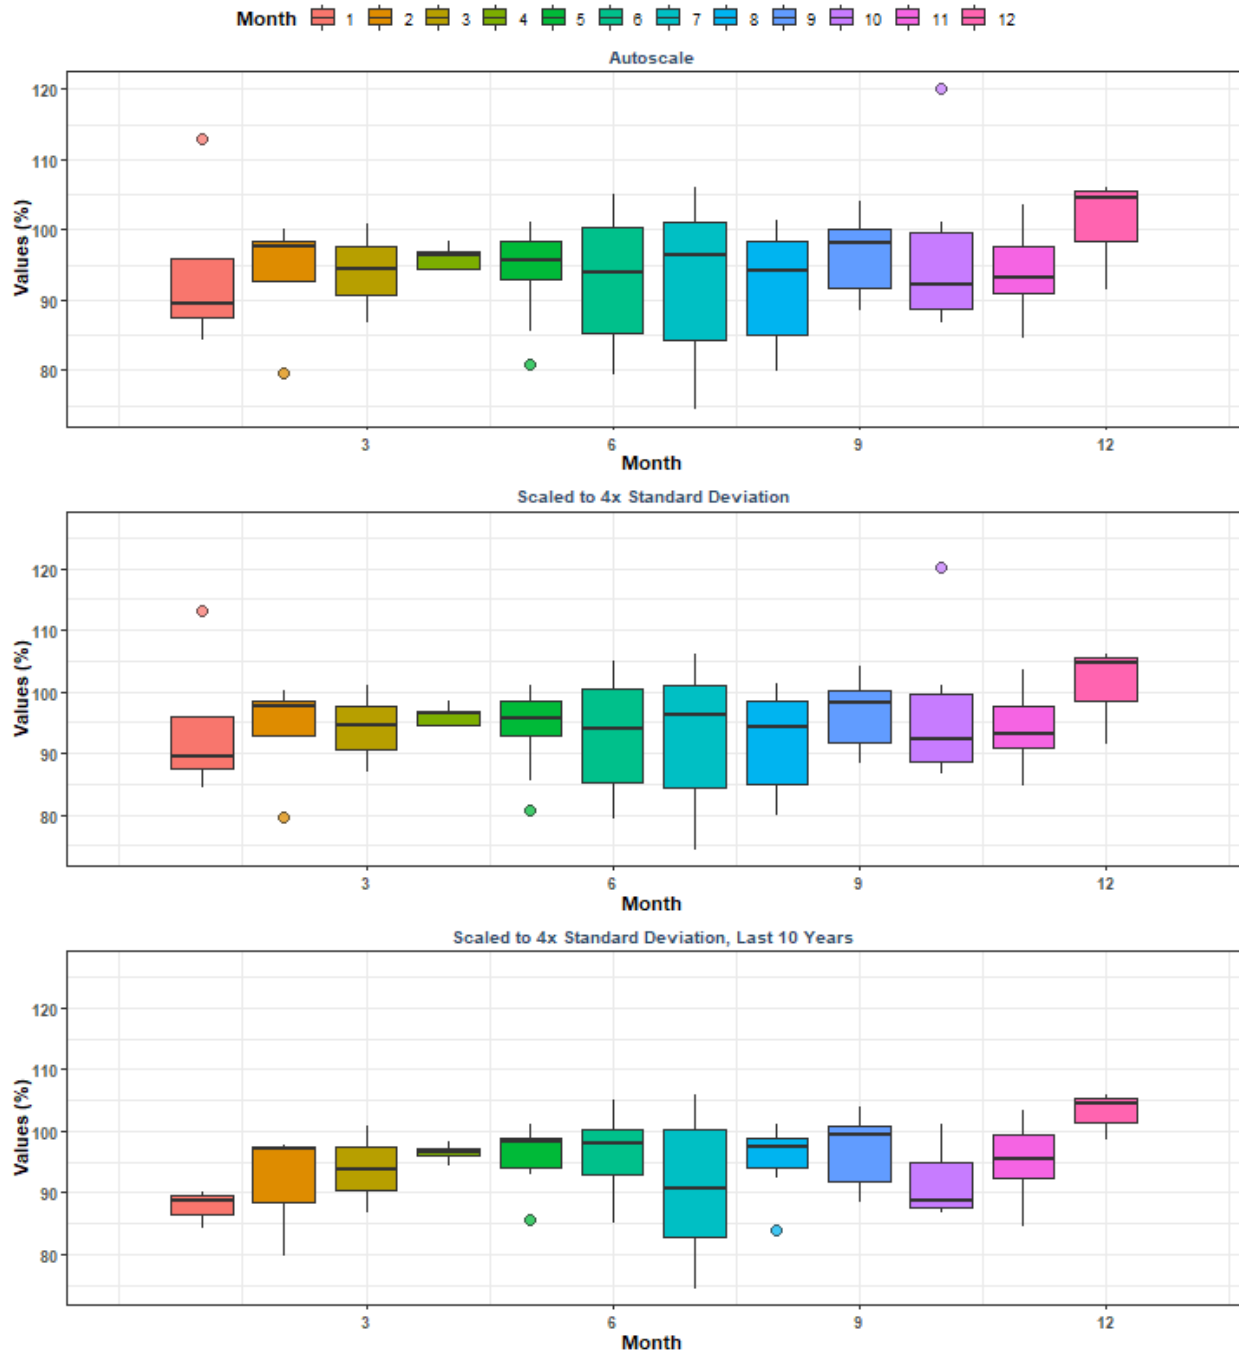 Month 1 2 3 4 5 6 7 8 9 10 11 12
Autoscale
Values (%)
120
110
100
90
80
3 6 9 12
Month
Scaled to 4x Standard Deviation
Values (%)
120
110
100
90
80
3 6 9 12
Month
Scaled to 4x Standard Deviation, Last 10 Years
Values (%)
120
110
100
90
80
3 6 9 12
Month